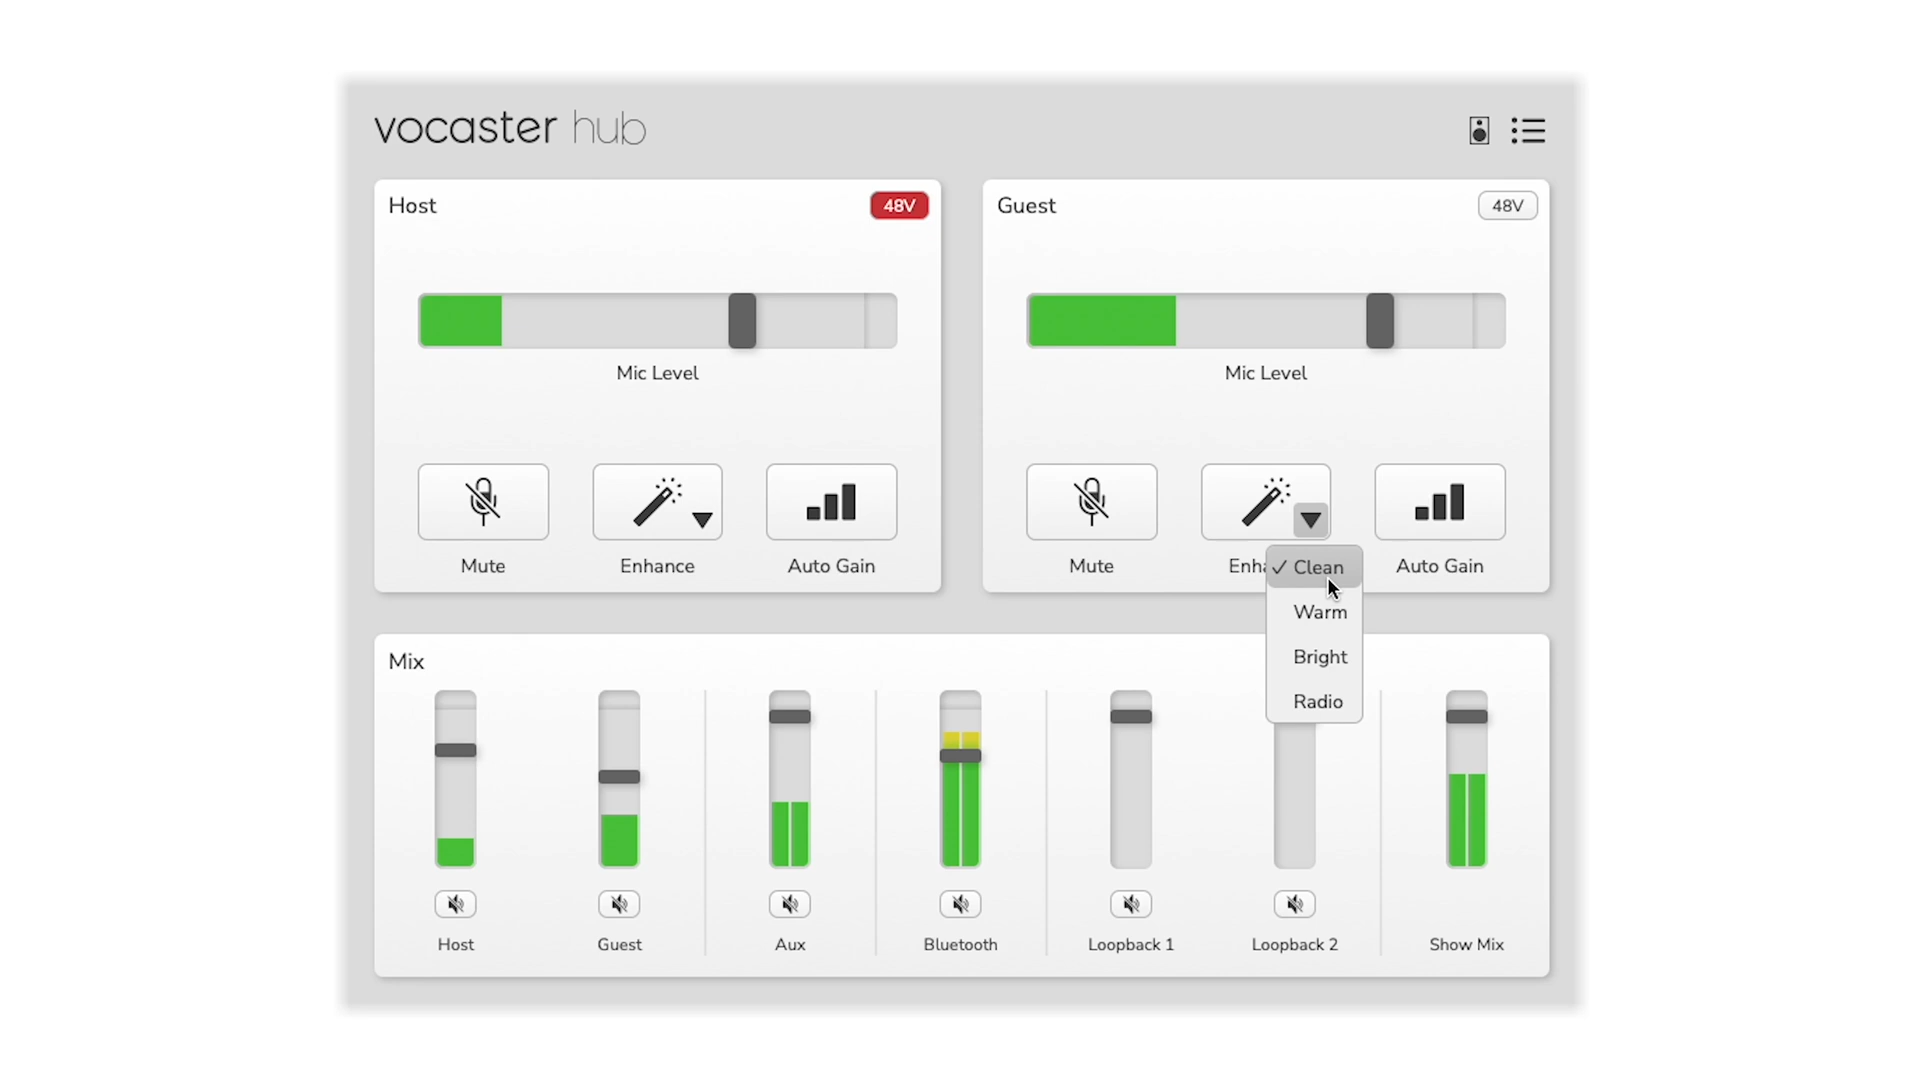 vocaster hub
Host
48V
Guest
48V
Mic Level
Mic Level
Mute
Enhance
Auto Gain
Mute
Enha
Auto Gain
✓ Clean
Warm
Bright
Radio
Mix
Host
Guest
Aux
Bluetooth
Loopback 1
Loopback 2
Show Mix